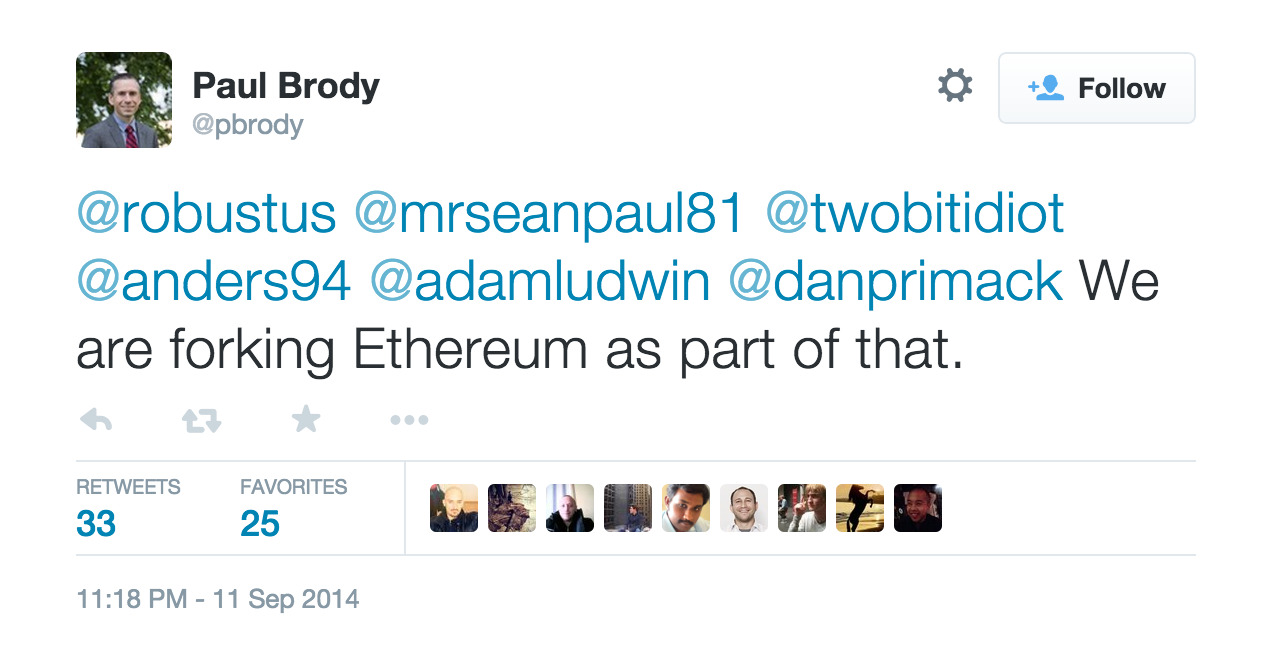 Paul Brody
@pbrody
Follow
@robustus @mrseanpaul81 @twobitidiot
@anders94 @adamludwin @danprimack We
are forking Ethereum as part of that.
RETWEETS FAVORITES
33 25
11:18 PM - 11 Sep 2014